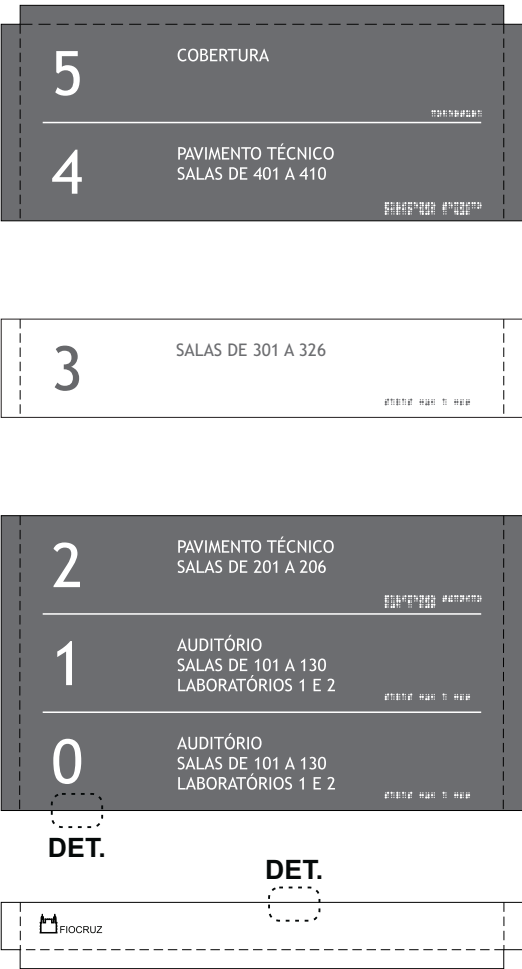 5
COBERTURA
4
PAVIMENTO TÉCNICO
SALAS DE 401 A 410
3
SALAS DE 301 A 326
2
PAVIMENTO TÉCNICO
SALAS DE 201 A 206
1
AUDITÓRIO
SALAS DE 101 A 130
LABORATÓRIOS 1 E 2
0
AUDITÓRIO
SALAS DE 101 A 130
LABORATÓRIOS 1 E 2
DET.
DET.
FIOCRUZ